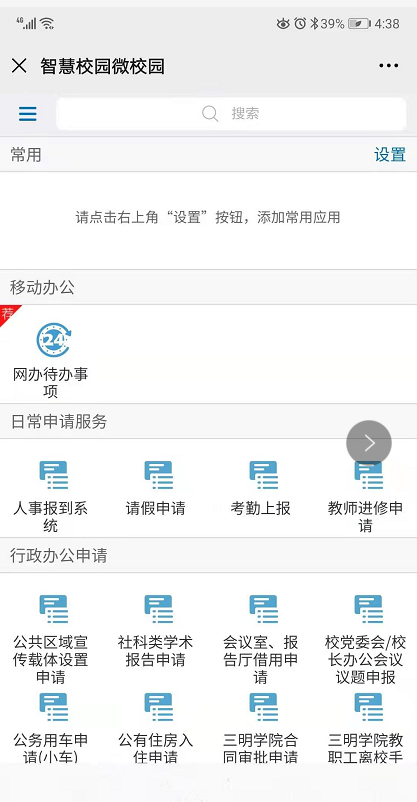 4G 39% 4:38
智慧校园微校园
搜索
常用 设置
请点击右上角“设置”按钮，添加常用应用
移动办公
荐
24
网办待办事
项
日常申请服务
人事报到系 请假申请 考勤上报 教师进修申
统 请
行政办公申请
公共区域宣 社科类学术 会议室、报 校党委会/校
传载体设置 报告申请 告厅借用申 长办公会议
申请 请 议题申报
公务用车申 公有住房入 三明学院合 三明学院教
请(小车) 住申请 同审批申请 职工离校手